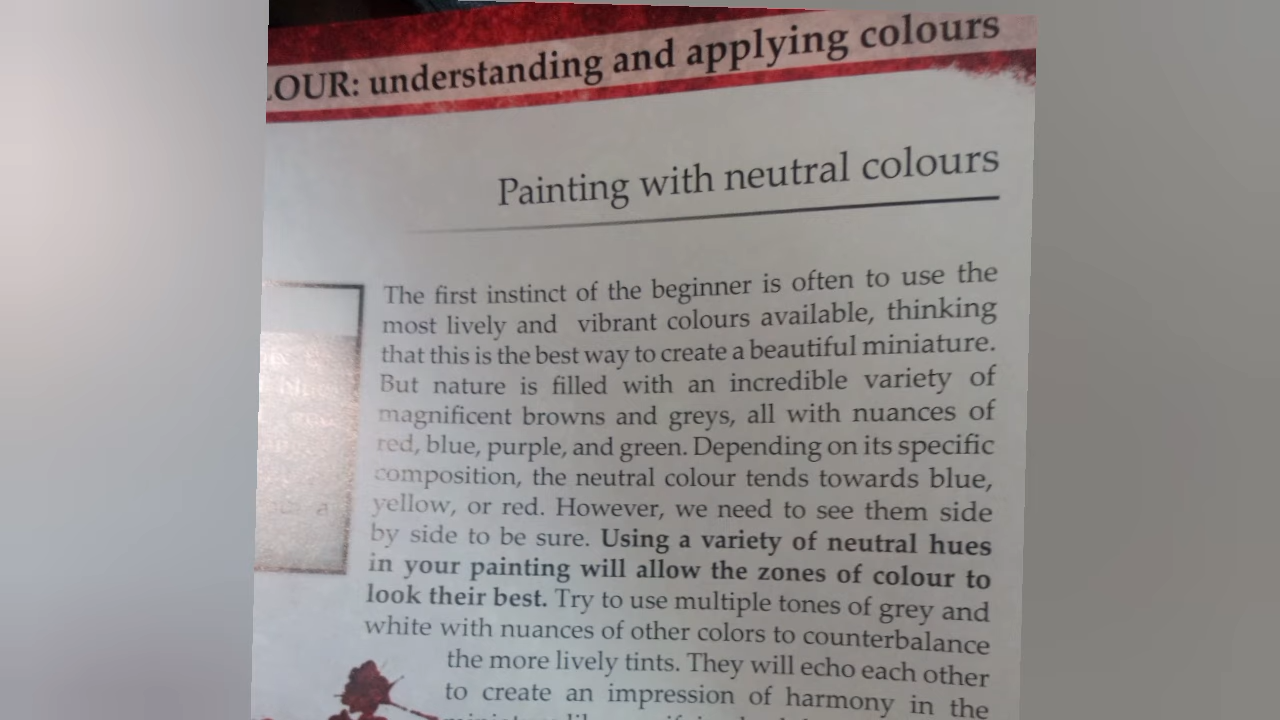 OUR: understanding and applying colours
Painting with neutral colours
The first instinct of the beginner is often to use the
most lively and vibrant colours available, thinking
that this is the best way to create a beautiful miniature.
But nature is filled with an incredible variety of
magnificent browns and greys, all with nuances of
red, blue, purple, and green. Depending on its specific
composition, the neutral colour tends towards blue,
yellow, or red. However, we need to see them side
by side to be sure. Using a variety of neutral hues
in your painting will allow the zones of colour to
look their best. Try to use multiple tones of grey and
white with nuances of other colors to counterbalance
the more lively tints. They will echo each other
to create an impression of harmony in the